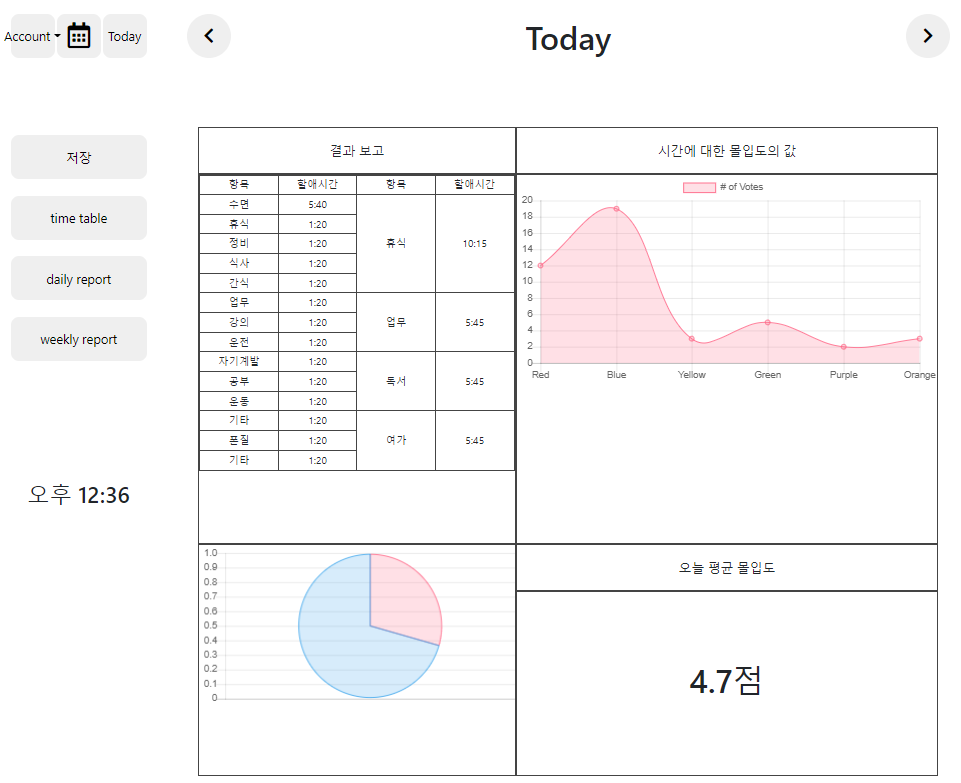 Account
Today
Today
저장
time table
daily report
weekly report
오후 12:36
결과 보고
항목 할애시간 항목 할애시간
수면 5:40
휴식 1:20
정비 1:20 휴식 10:15
식사 1:20
간식 1:20
업무 1:20
강의 1:20 업무 5:45
운전 1:20
자기계발 1:20
공부 1:20 독서 5:45
운동 1:20
기타 1:20
폰질 1:20 여가 5:45
기타 1:20
시간에 대한 몰입도의 값
# of Votes
20
18
16
14
12
10
8
6
4
2
0
Red Blue Yellow Green Purple Orange
1.0
0.9
0.8
0.7
0.6
0.5
0.4
0.3
0.2
0.1
0
오늘 평균 몰입도
4.7점